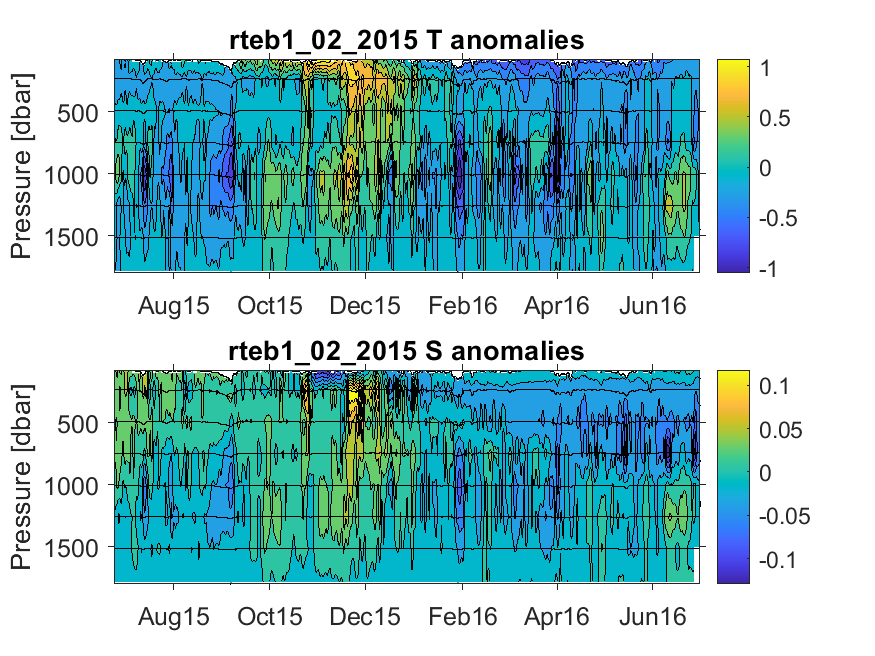 rteb1_02_2015 T anomalies
Pressure [dbar]
500
1000
1500
Aug15 Oct15 Dec15 Feb16 Apr16 Jun16
1
0.5
0
-0.5
-1
rteb1_02_2015 S anomalies
Pressure [dbar]
500
1000
1500
Aug15 Oct15 Dec15 Feb16 Apr16 Jun16
0.1
0.05
0
-0.05
-0.1